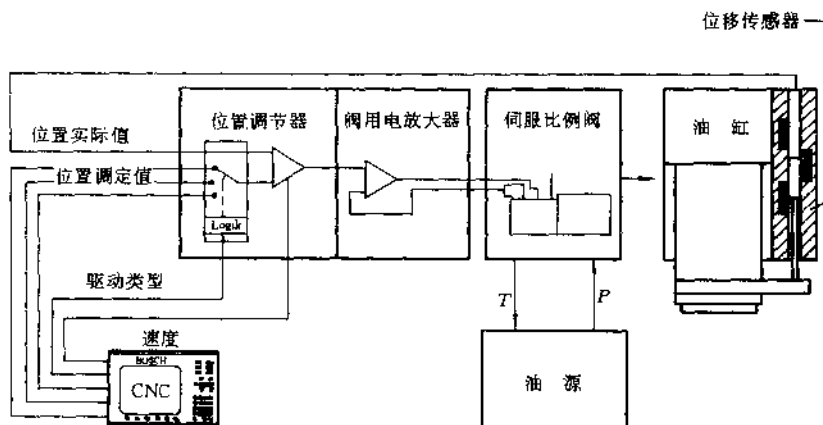 位移传感器
位置调节器
阀用电放大器
伺服比例阀
油 缸
位置实际值
位置调定值
Logik
驱动类型
T
P
速度
BOSCH
CNC
油 源